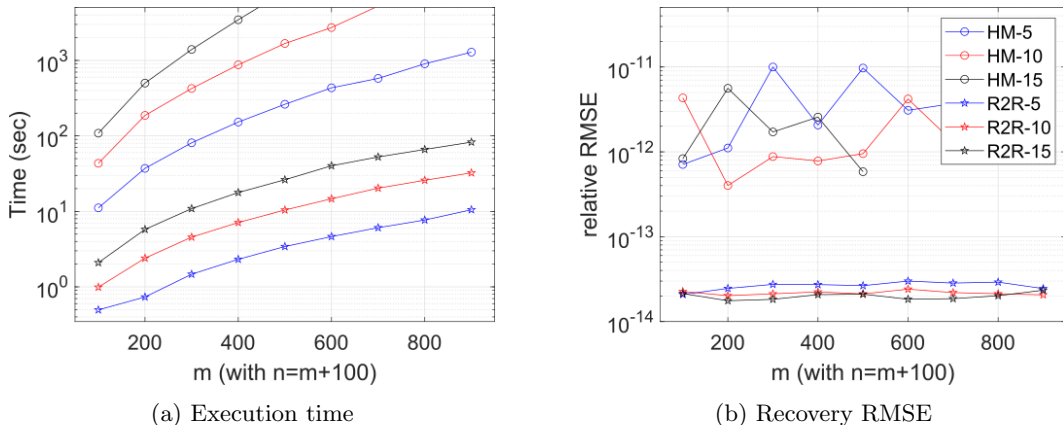 Time (sec)
10^3
10^2
10^1
10^0
200
400
600
800
m (with n=m+100)
(a) Execution time
relative RMSE
10^-11
10^-12
10^-13
10^-14
200
400
600
800
m (with n=m+100)
HM-5
HM-10
HM-15
R2R-5
R2R-10
R2R-15
(b) Recovery RMSE